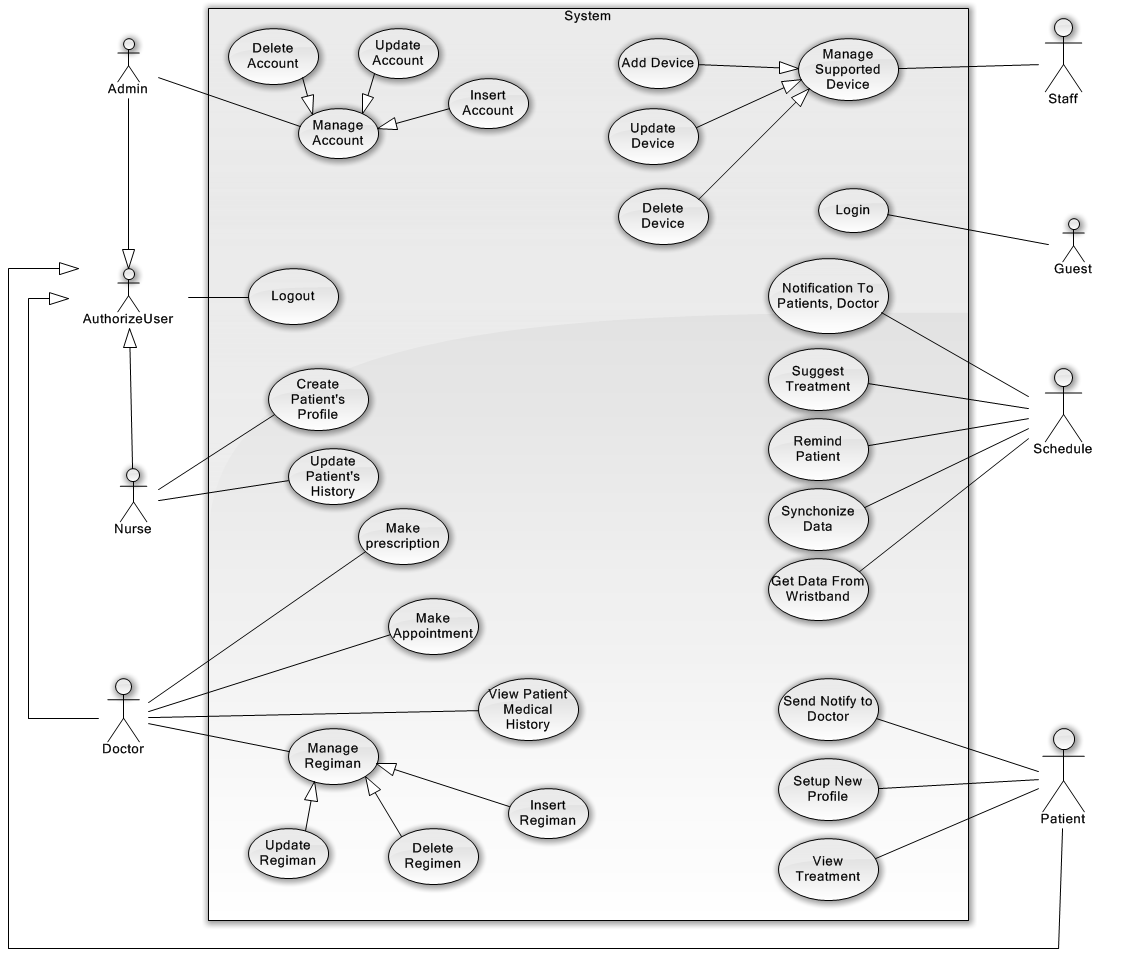 System
Delete
Account
Update
Account
Insert
Account
Manage
Account
Admin
Add Device
Manage
Supported
Device
Update
Device
Delete
Device
Staff
Login
Guest
AuthorizeUser
Logout
Notification To
Patients, Doctor
Suggest
Treatment
Remind
Patient
Synchonize
Data
Get Data From
Wristband
Schedule
Create
Patient's
Profile
Update
Patient's
History
Nurse
Make
prescription
Make
Appointment
View Patient
Medical
History
Doctor
Manage
Regiman
Insert
Regiman
Update
Regiman
Delete
Regimen
Send Notify to
Doctor
Setup New
Profile
View
Treatment
Patient